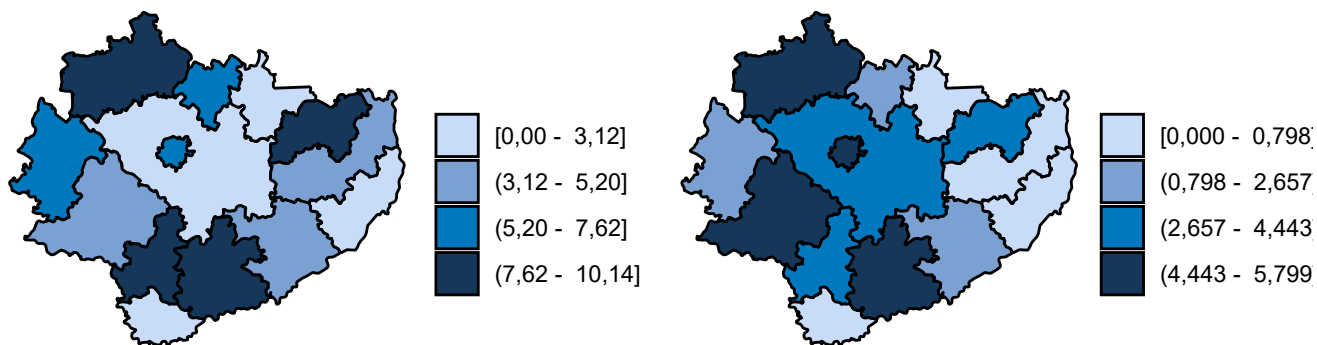 [0,00 - 3,12]
(3,12 - 5,20]
(5,20 - 7,62]
(7,62 - 10,14]
[0,000 - 0,798]
(0,798 - 2,657]
(2,657 - 4,443]
(4,443 - 5,799]